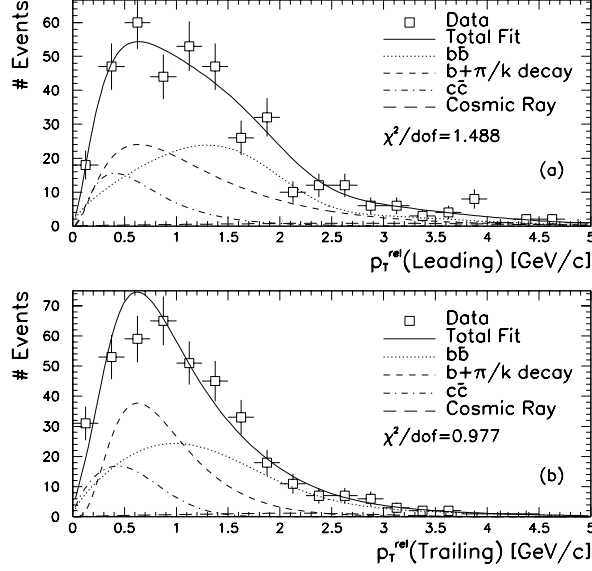 # Events
60
50
40
30
20
10
0
Data
Total Fit
bb̄
b+π/k decay
cc̄
Cosmic Ray
χ²/dof=1.488
(a)
0 0.5 1 1.5 2 2.5 3 3.5 4 4.5 5
p_T^rel(Leading) [GeV/c]
# Events
70
60
50
40
30
20
10
0
Data
Total Fit
bb̄
b+π/k decay
cc̄
Cosmic Ray
χ²/dof=0.977
(b)
0 0.5 1 1.5 2 2.5 3 3.5 4 4.5 5
p_T^rel(Trailing) [GeV/c]